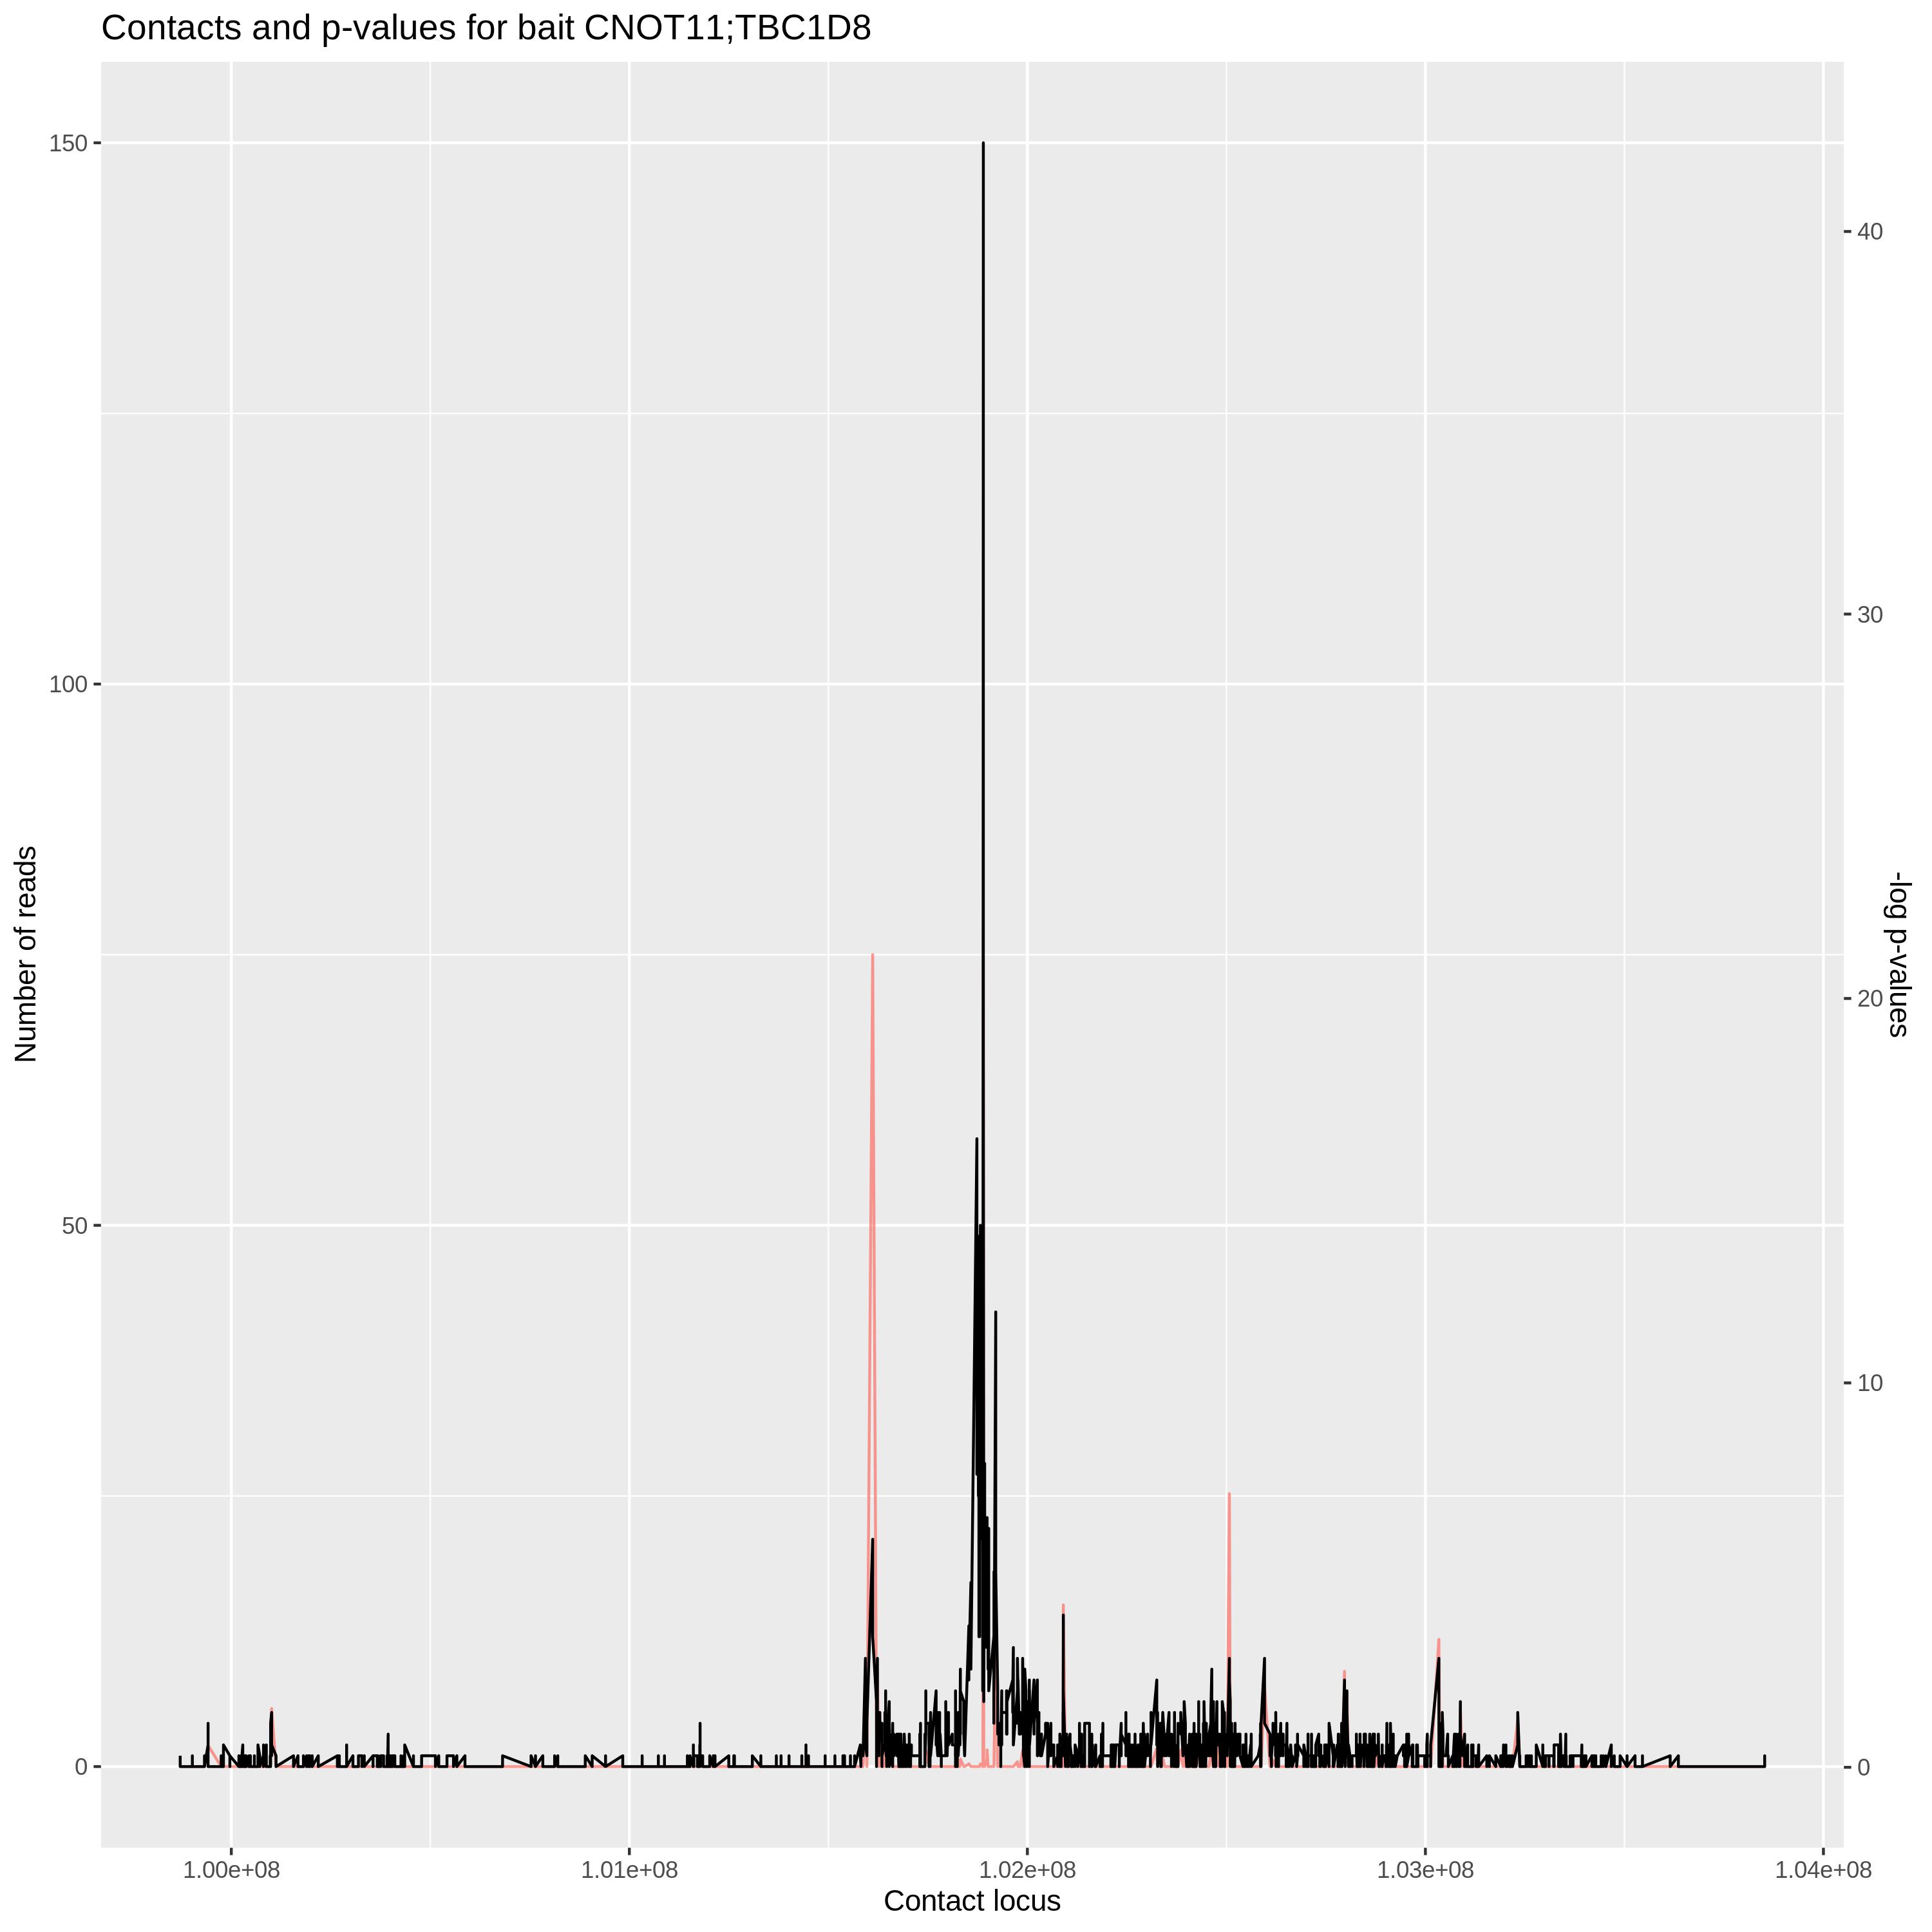 Contacts and p-values for bait CNOT11;TBC1D8
150
100
50
0
Number of reads
40
30
20
10
0
-log p-values
1.00e+08
1.01e+08
1.02e+08
1.03e+08
1.04e+08
Contact locus